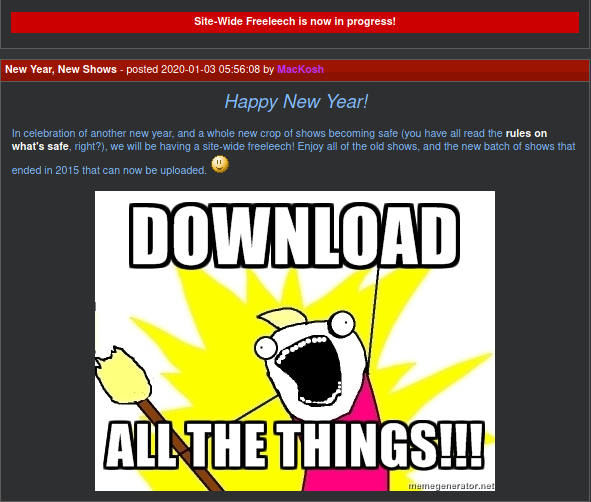 Site-Wide Freeleech is now in progress!
New Year, New Shows - posted 2020-01-03 05:56:08 by MacKosh
Happy New Year!
In celebration of another new year, and a whole new crop of shows becoming safe (you have all read the rules on
what's safe, right?), we will be having a site-wide freeleech! Enjoy all of the old shows, and the new batch of shows that
ended in 2015 that can now be uploaded.
DOWNLOAD
ALL THE THINGS!!!
memegenerator.net